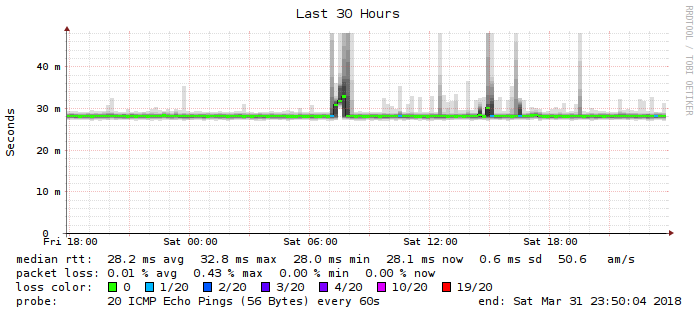 Last 30 Hours
RRDTOOL / TOBI OETIKER
Seconds
40 m
30 m
20 m
10 m
0
Fri 18:00 Sat 00:00 Sat 06:00 Sat 12:00 Sat 18:00
median rtt: 28.2 ms avg 32.8 ms max 28.0 ms min 28.1 ms now 0.6 ms sd 50.6 am/s
packet loss: 0.01 % avg 0.43 % max 0.00 % min 0.00 % now
loss color: 0 1/20 2/20 3/20 4/20 10/20 19/20
probe: 20 ICMP Echo Pings (56 Bytes) every 60s end: Sat Mar 31 23:50:04 2018